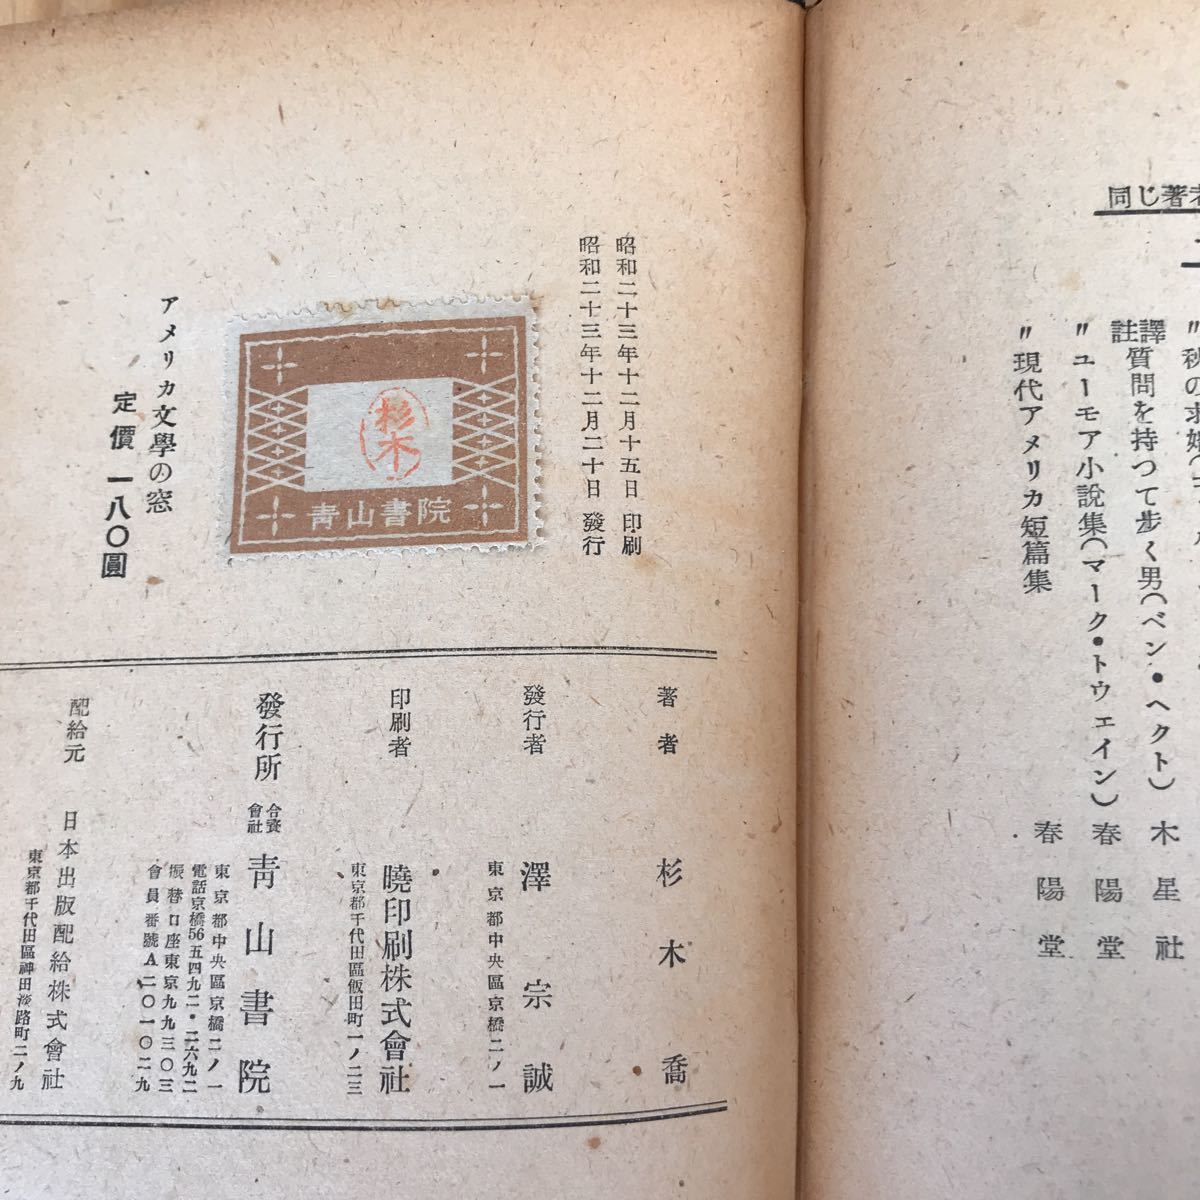 同じ著者
譯註 質問を持つて步く男(ベン・ヘクト) 木星社
〃 ユーモア小說集(マーク・トウェイン) 春陽堂
〃 現代アメリカ短篇集 春陽堂
昭和二十三年十二月十五日 印刷
昭和二十三年十二月二十日 發行
杉木
靑山書院
アメリカ文學の窓
定價 一八〇圓
著者 杉木喬
發行者 澤宗誠
東京都中央區京橋二ノ一
印刷者 曉印刷株式會社
東京都千代田區飯田町一ノ二三
發行所 合資會社 靑山書院
東京都中央區京橋二ノ一
電話京橋56五四九二・二六九二
振替口座東京九九三〇三
會員番號A二〇一〇二九
配給元 日本出版配給株式會社
東京都千代田區神田淡路町二ノ九